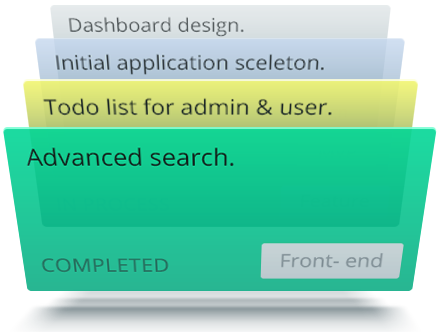 Dashboard design.
Initial application sceleton.
Todo list for admin & user.
Advanced search.
COMPLETED
Front- end